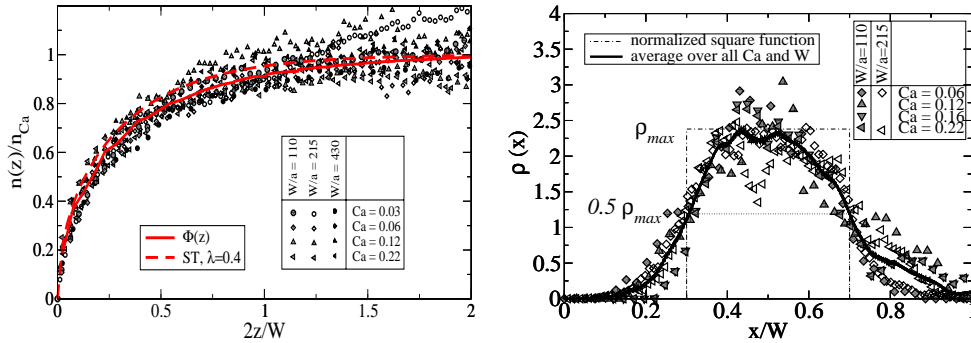 n(z)/n_Ca
1
0.8
0.6
0.4
0.2
0
0
0.5
1
1.5
2
2z/W
Φ(z)
ST, λ=0.4
W/a = 110
W/a = 215
W/a = 430
Ca = 0.03
Ca = 0.06
Ca = 0.12
Ca = 0.22
ρ (x)
4
3.5
3
2.5
2
1.5
1
0.5
0
0
0.2
0.4
0.6
0.8
1
x/W
normalized square function
average over all Ca and W
ρ_max
0.5 ρ_max
W/a=110
W/a=215
Ca = 0.06
Ca = 0.12
Ca = 0.16
Ca = 0.22